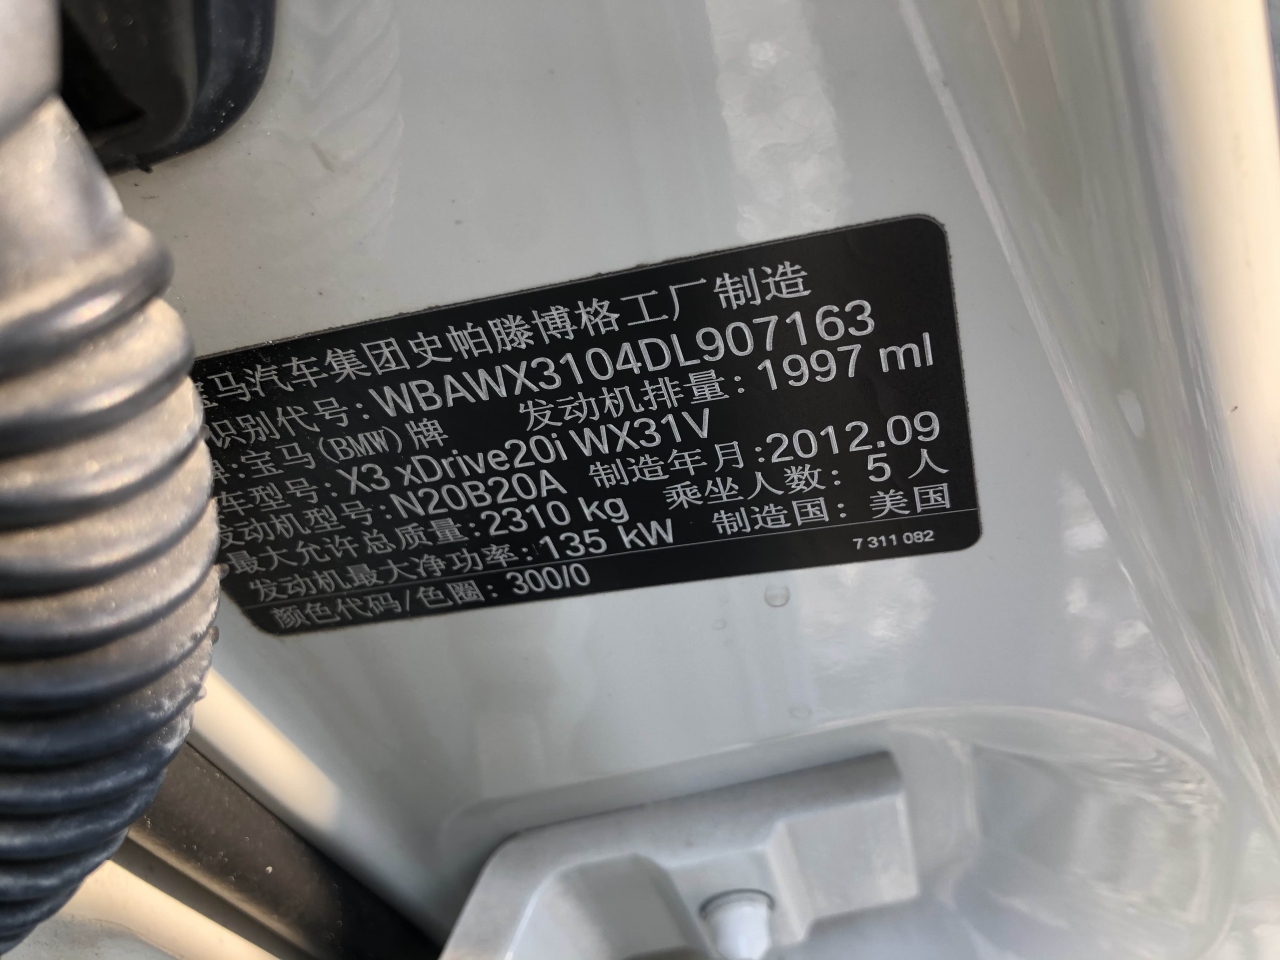 宝马汽车集团史帕滕博格工厂制造
识别代号:WBAWX3104DL907163
牌:宝马(BMW)牌 发动机排量:1997 ml
车型号:X3 xDrive20i WX31V
发动机型号:N20B20A 制造年月:2012.09
最大允许总质量:2310 kg 乘坐人数:5 人
发动机最大净功率:135 kW 制造国:美国
颜色代码/色圈:300/0 7 311 082